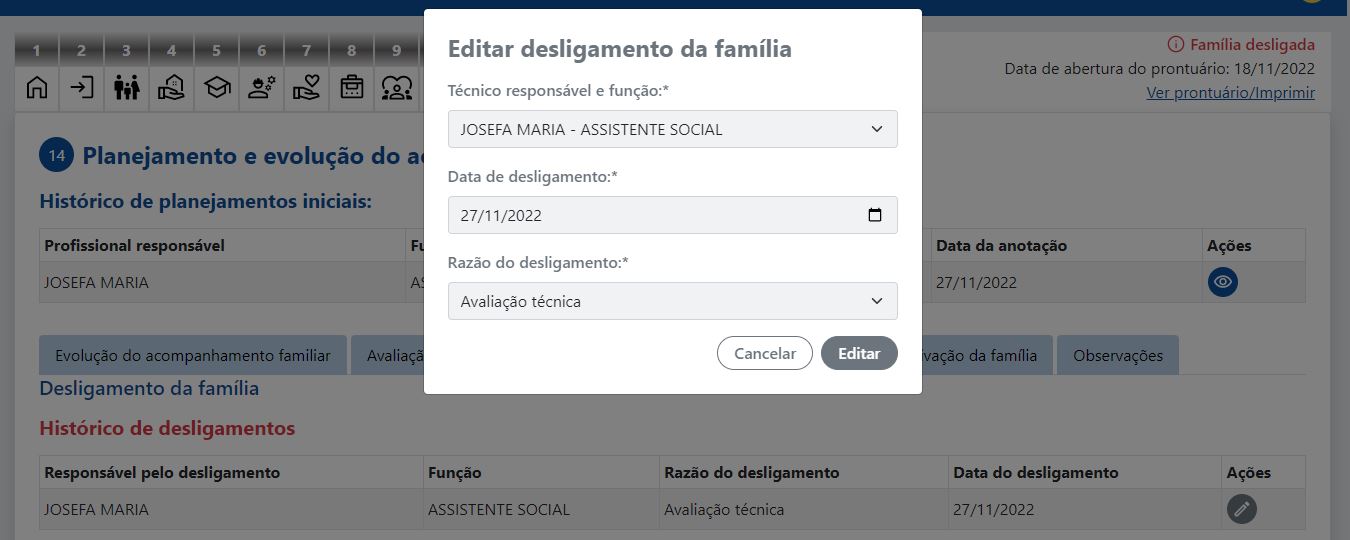 1 2 3 4 5 6 7 8 9
Família desligada
Data de abertura do prontuário: 18/11/2022
Ver prontuário/Imprimir
Editar desligamento da família
Técnico responsável e função:*
JOSEFA MARIA - ASSISTENTE SOCIAL
Data de desligamento:*
27/11/2022
Razão do desligamento:*
Avaliação técnica
Cancelar Editar
14 Planejamento e evolução do
Histórico de planejamentos iniciais:
Profissional responsável Data da anotação Ações
JOSEFA MARIA 27/11/2022
Evolução do acompanhamento familiar da família Observações
Desligamento da família
Histórico de desligamentos
Responsável pelo desligamento Função Razão do desligamento Data do desligamento Ações
JOSEFA MARIA ASSISTENTE SOCIAL Avaliação técnica 27/11/2022